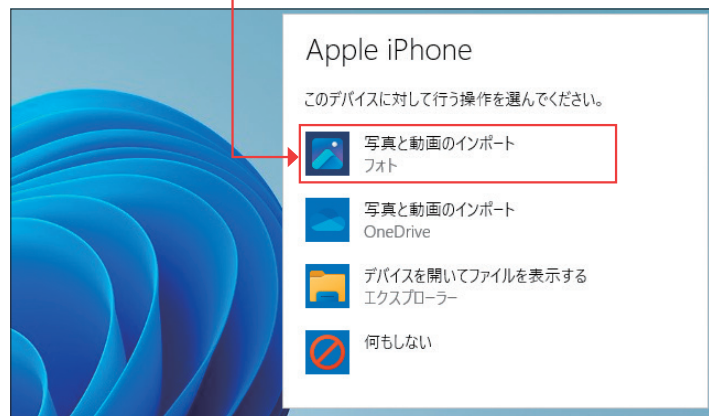 Apple iPhone
このデバイスに対して行う操作を選んでください。
写真と動画のインポート
フォト
写真と動画のインポート
OneDrive
デバイスを開いてファイルを表示する
エクスプローラー
何もしない